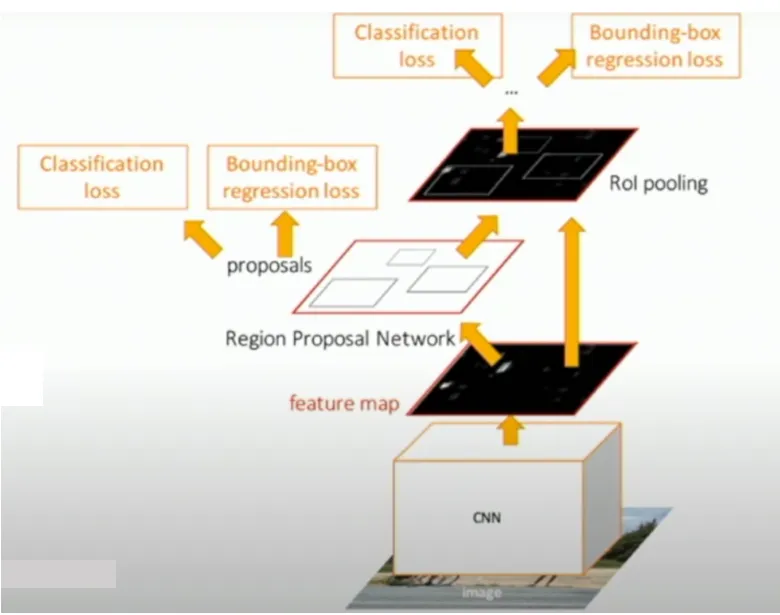 Classification
loss
Bounding-box
regression loss
...
Classification
loss
Bounding-box
regression loss
RoI pooling
proposals
Region Proposal Network
feature map
CNN
image